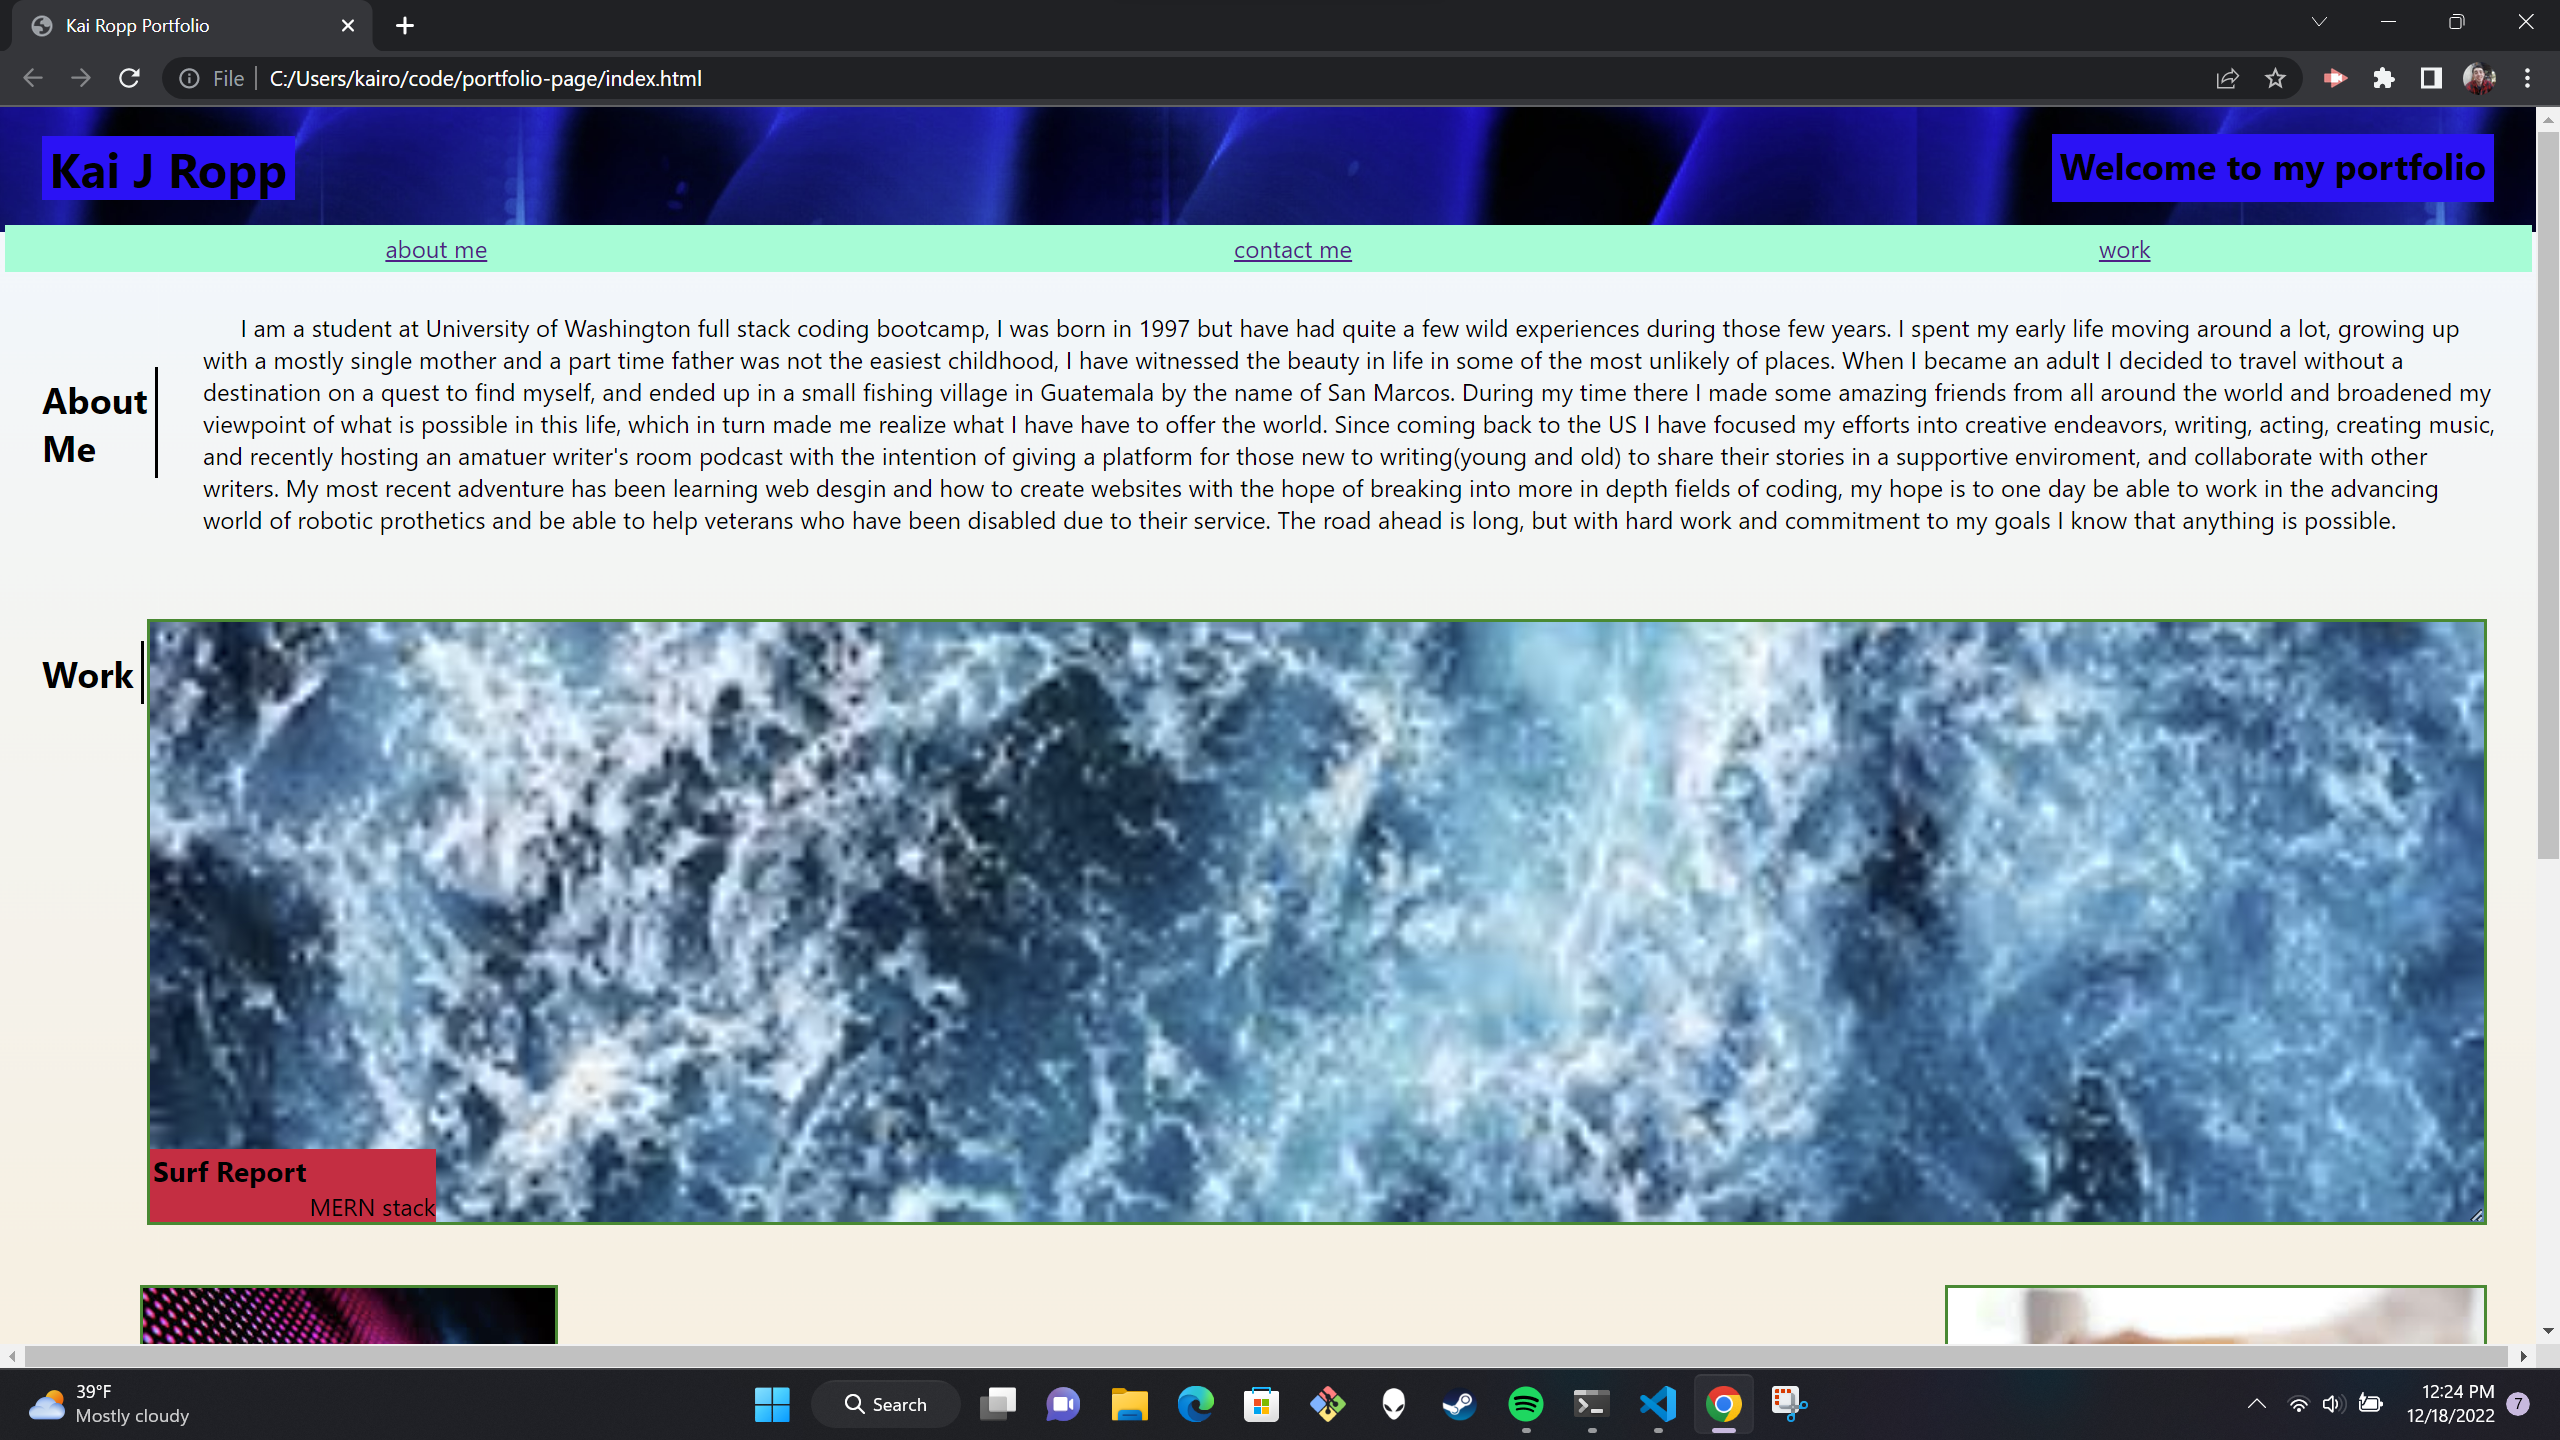 Kai Ropp Portfolio
File
C:/Users/kairo/code/portfolio-page/index.html
Kai J Ropp
Welcome to my portfolio
about me
contact me
work
About
Me
I am a student at University of Washington full stack coding bootcamp, I was born in 1997 but have had quite a few wild experiences during those few years. I spent my early life moving around a lot, growing up
with a mostly single mother and a part time father was not the easiest childhood, I have witnessed the beauty in life in some of the most unlikely of places. When I became an adult I decided to travel without a
destination on a quest to find myself, and ended up in a small fishing village in Guatemala by the name of San Marcos. During my time there I made some amazing friends from all around the world and broadened my
viewpoint of what is possible in this life, which in turn made me realize what I have have to offer the world. Since coming back to the US I have focused my efforts into creative endeavors, writing, acting, creating music,
and recently hosting an amatuer writer's room podcast with the intention of giving a platform for those new to writing(young and old) to share their stories in a supportive enviroment, and collaborate with other
writers. My most recent adventure has been learning web desgin and how to create websites with the hope of breaking into more in depth fields of coding, my hope is to one day be able to work in the advancing
world of robotic prothetics and be able to help veterans who have been disabled due to their service. The road ahead is long, but with hard work and commitment to my goals I know that anything is possible.
Work
Surf Report
MERN stack
39°F
Mostly cloudy
Search
12:24 PM
12/18/2022
7